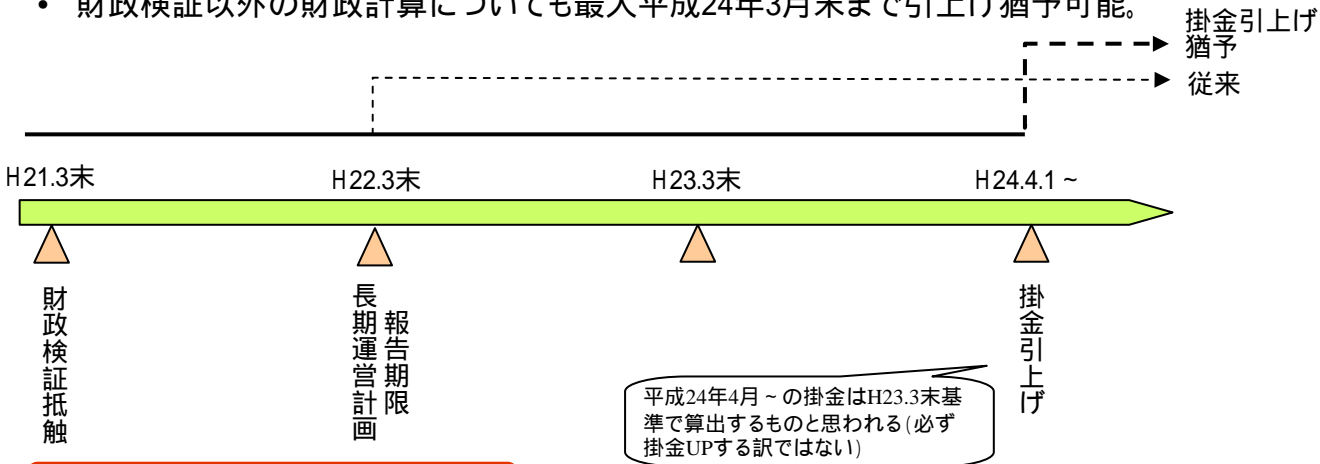 • 財政検証以外の財政計算についても最大平成24年3月末まで引上げ猶予可能。
掛金引上げ
猶予
従来
H21.3末
H22.3末
H23.3末
H24.4.1 ~
財政検証抵触
長期運営計画
報告期限
掛金引上げ
平成24年4月 ~ の掛金はH23.3末基
準で算出するものと思われる(必ず
掛金UPする訳ではない)